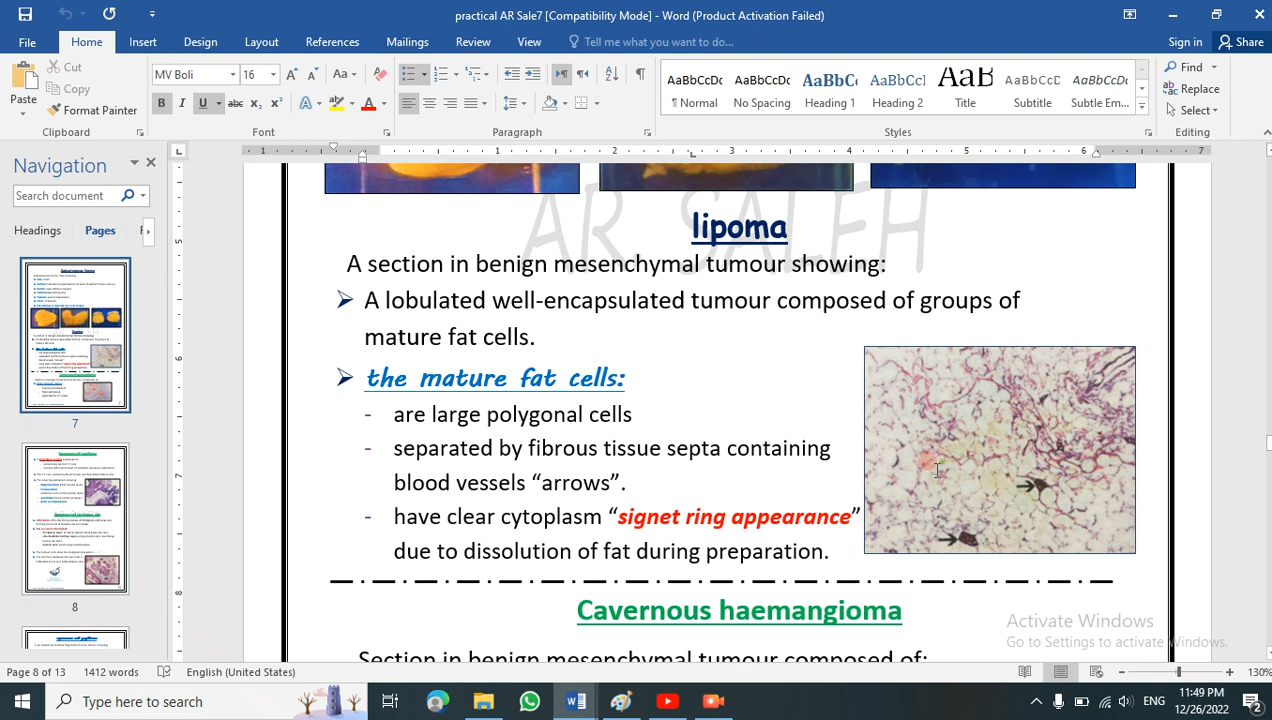 practical AR Sale7 [Compatibility Mode] - Word (Product Activation Failed)
File Home Insert Design Layout References Mailings Review View Tell me what you want to do... Sign in Share
Paste
Cut
Copy
Format Painter
Clipboard
MV Boli 16
Font
Paragraph
AaBbCcDc AaBbCcDc AaBbC AaBbCcD AaB AaBbCcD AaBbCcDc
¶ Normal No Spacing Heading 1 Heading 2 Title Subtitle Subtle Em...
Styles
Find
Replace
Select
Editing
Navigation
Search document
Headings Pages
7
8
AR SALEH
lipoma
A section in benign mesenchymal tumour showing:
A lobulated well-encapsulated tumour composed of groups of
mature fat cells.
the mature fat cells:
- are large polygonal cells
- separated by fibrous tissue septa containing
blood vessels “arrows”.
- have clear cytoplasm “signet ring appearance”
due to dissolution of fat during preparation.
Cavernous haemangioma
Section in benign mesenchymal tumour composed of:
Activate Windows
Go to Settings to activate Windows.
Page 8 of 13 1412 words English (United States) 130%
Type here to search
ENG
11:49 PM
12/26/2022
2